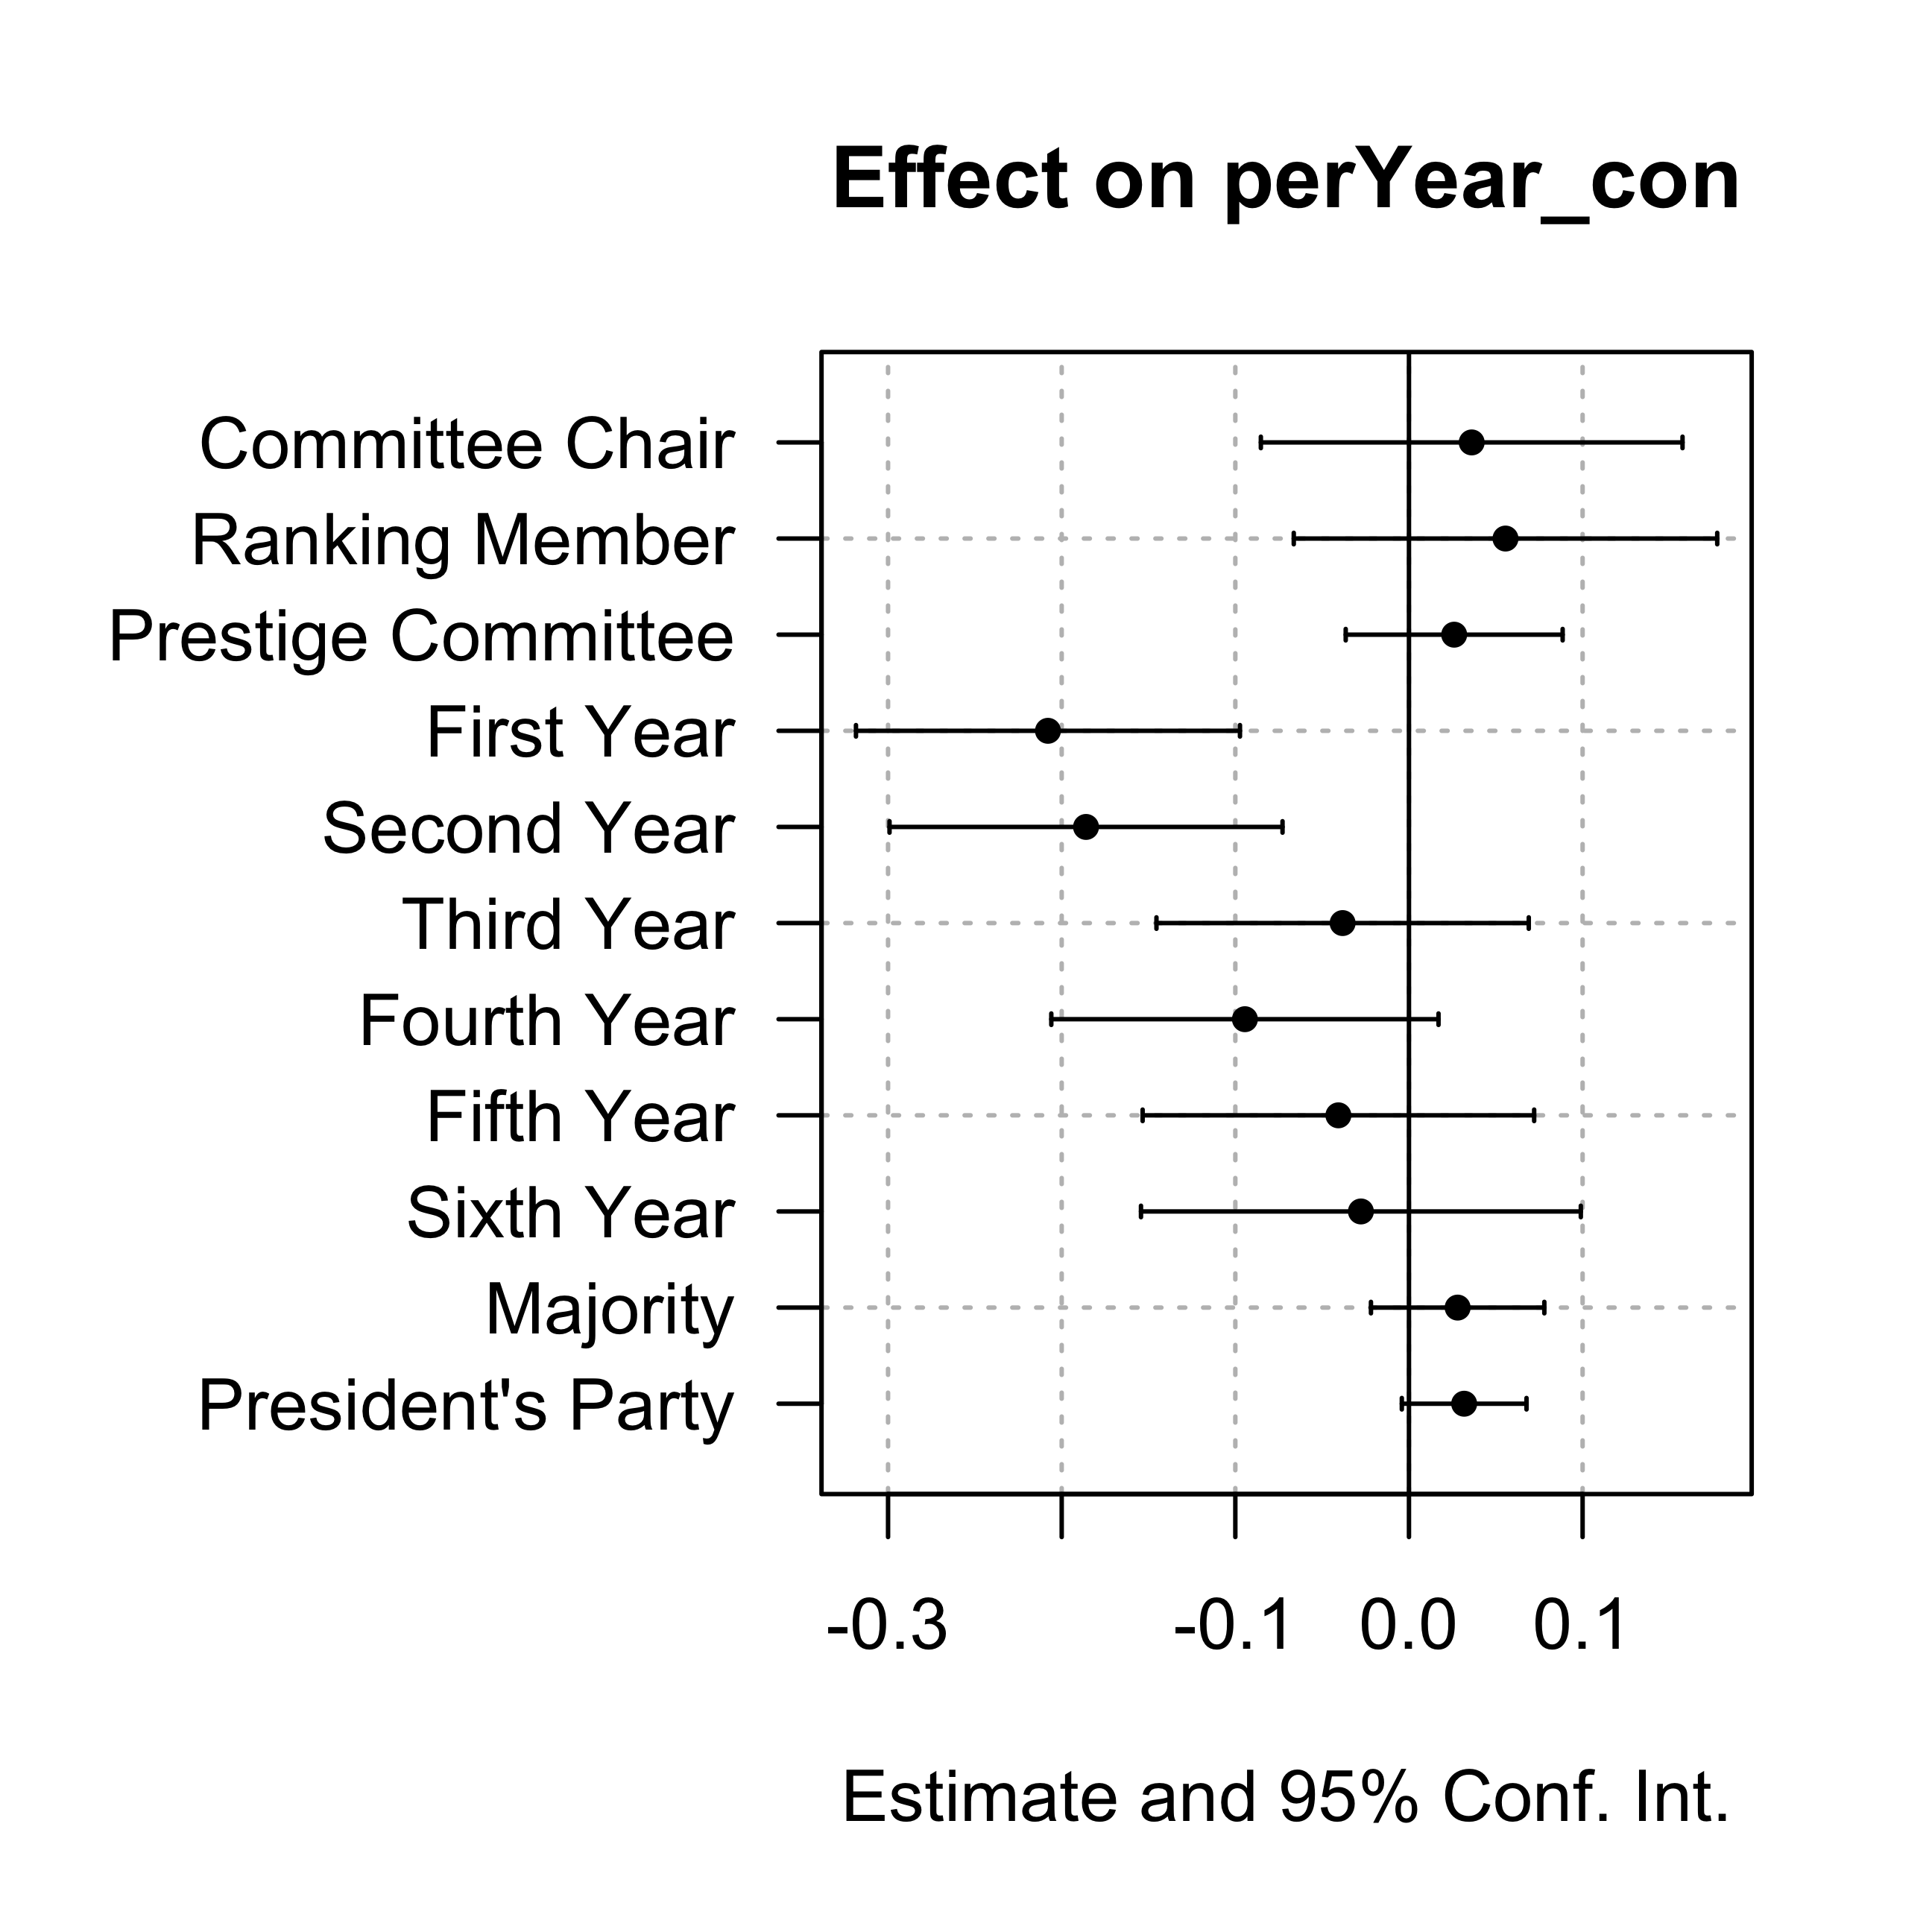 Effect on perYear_con
Committee Chair
Ranking Member
Prestige Committee
First Year
Second Year
Third Year
Fourth Year
Fifth Year
Sixth Year
Majority
President's Party
-0.3 -0.1 0.0 0.1
Estimate and 95% Conf. Int.